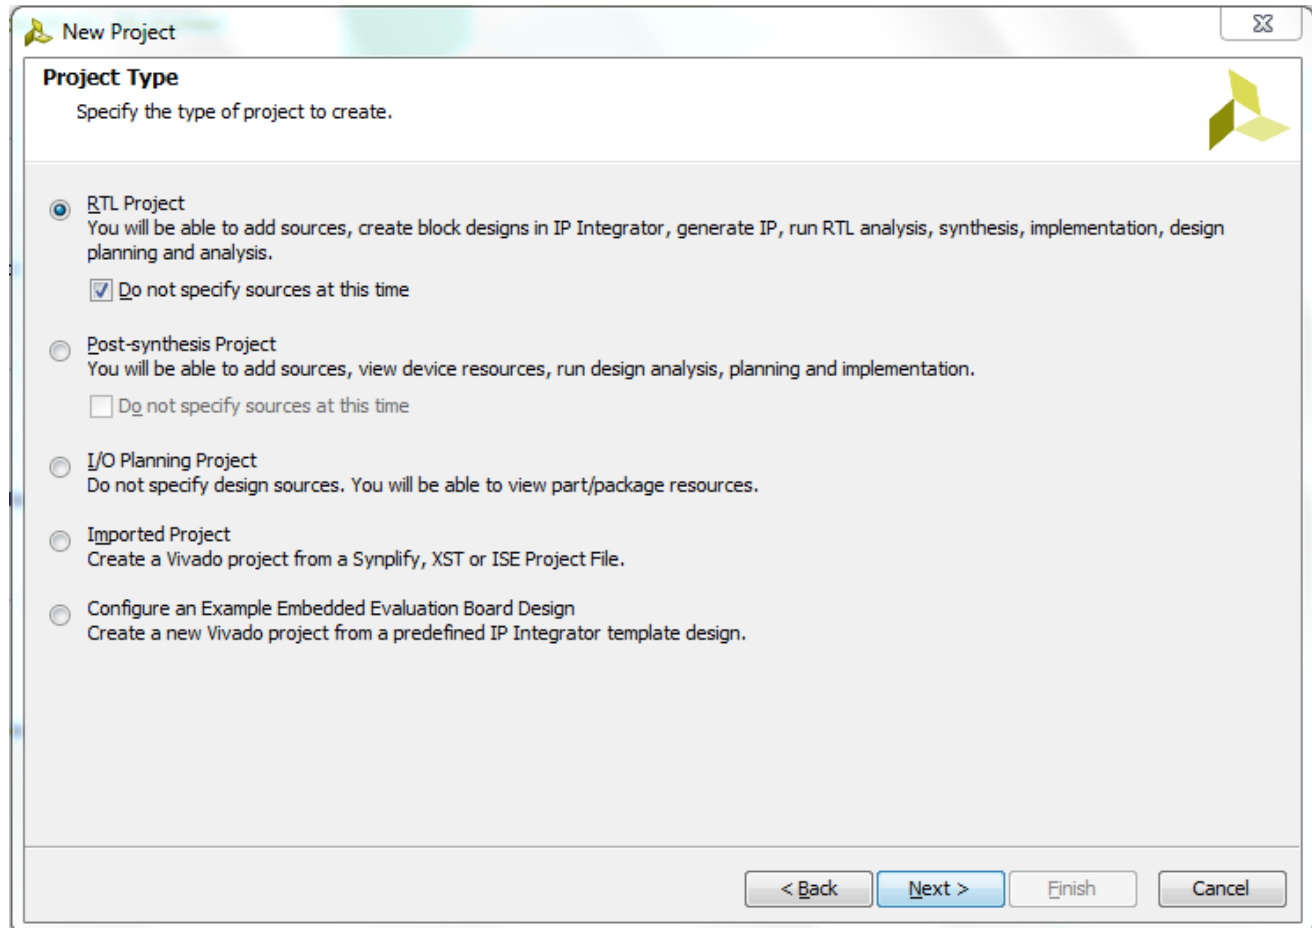 New Project
Project Type
Specify the type of project to create.
RTL Project
You will be able to add sources, create block designs in IP Integrator, generate IP, run RTL analysis, synthesis, implementation, design
planning and analysis.
Do not specify sources at this time
Post-synthesis Project
You will be able to add sources, view device resources, run design analysis, planning and implementation.
Do not specify sources at this time
I/O Planning Project
Do not specify design sources. You will be able to view part/package resources.
Imported Project
Create a Vivado project from a Synplify, XST or ISE Project File.
Configure an Example Embedded Evaluation Board Design
Create a new Vivado project from a predefined IP Integrator template design.
< Back Next > Finish Cancel